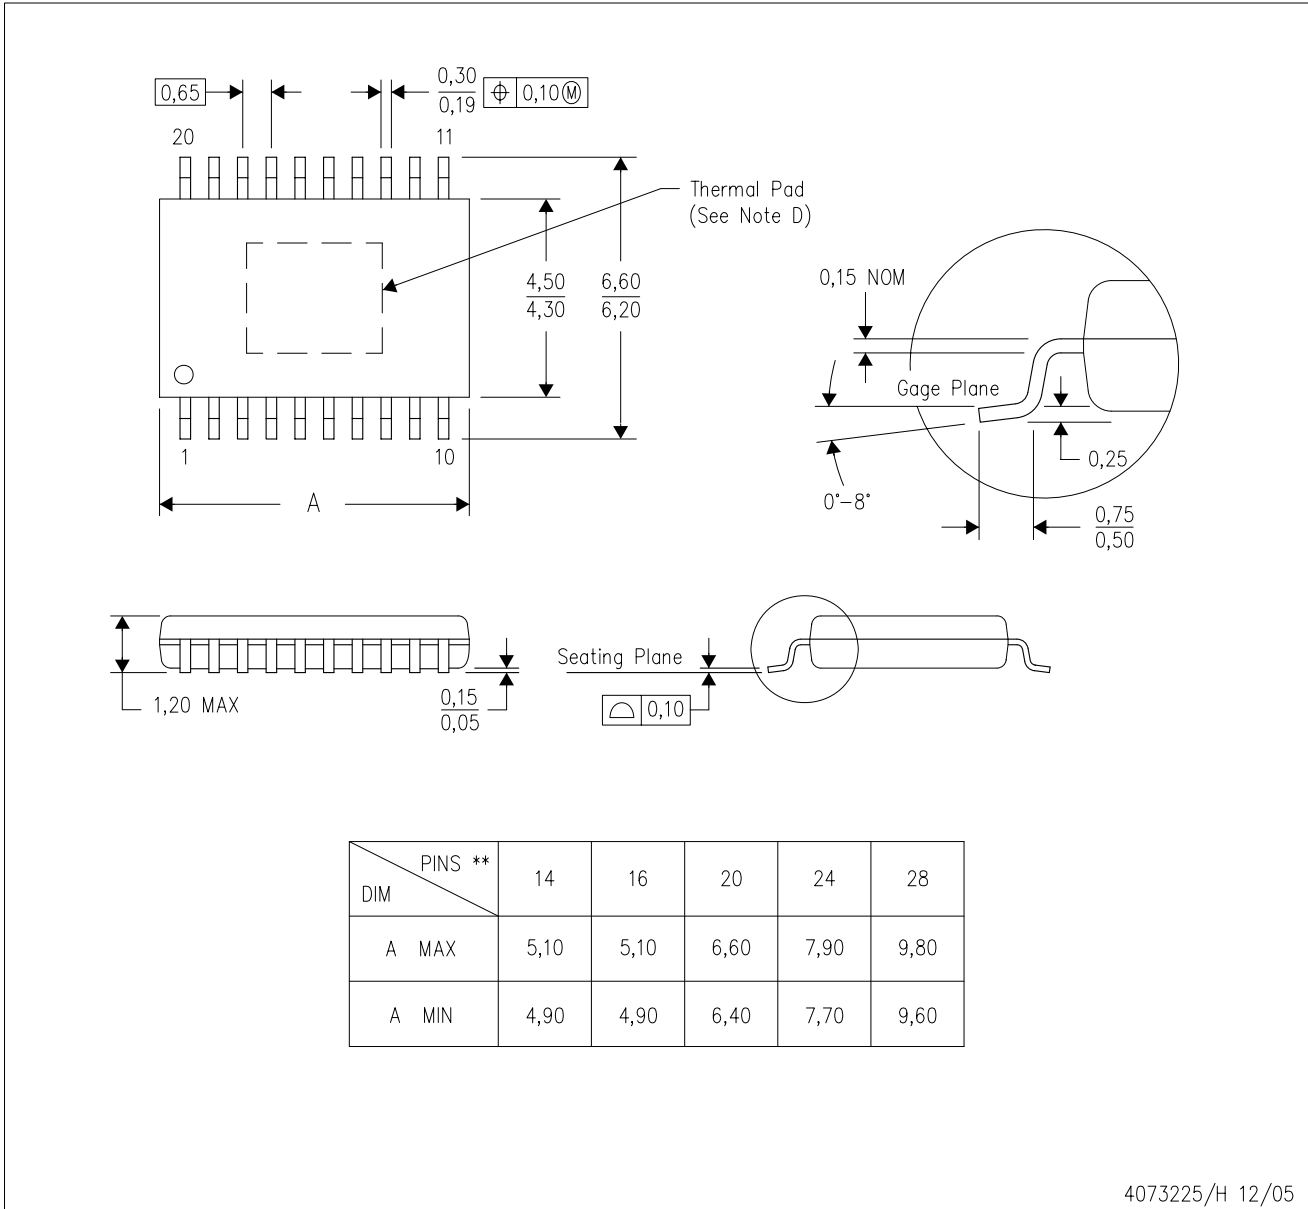 0,65
0,30
0,19
0,10 Ⓜ
20
11
Thermal Pad
(See Note D)
4,50
4,30
6,60
6,20
1
10
A
0,15 NOM
Gage Plane
0,25
0°–8°
0,75
0,50
1,20 MAX
0,15
0,05
Seating Plane
0,10
PINS **
DIM
14 16 20 24 28
A MAX 5,10 5,10 6,60 7,90 9,80
A MIN 4,90 4,90 6,40 7,70 9,60
4073225/H 12/05